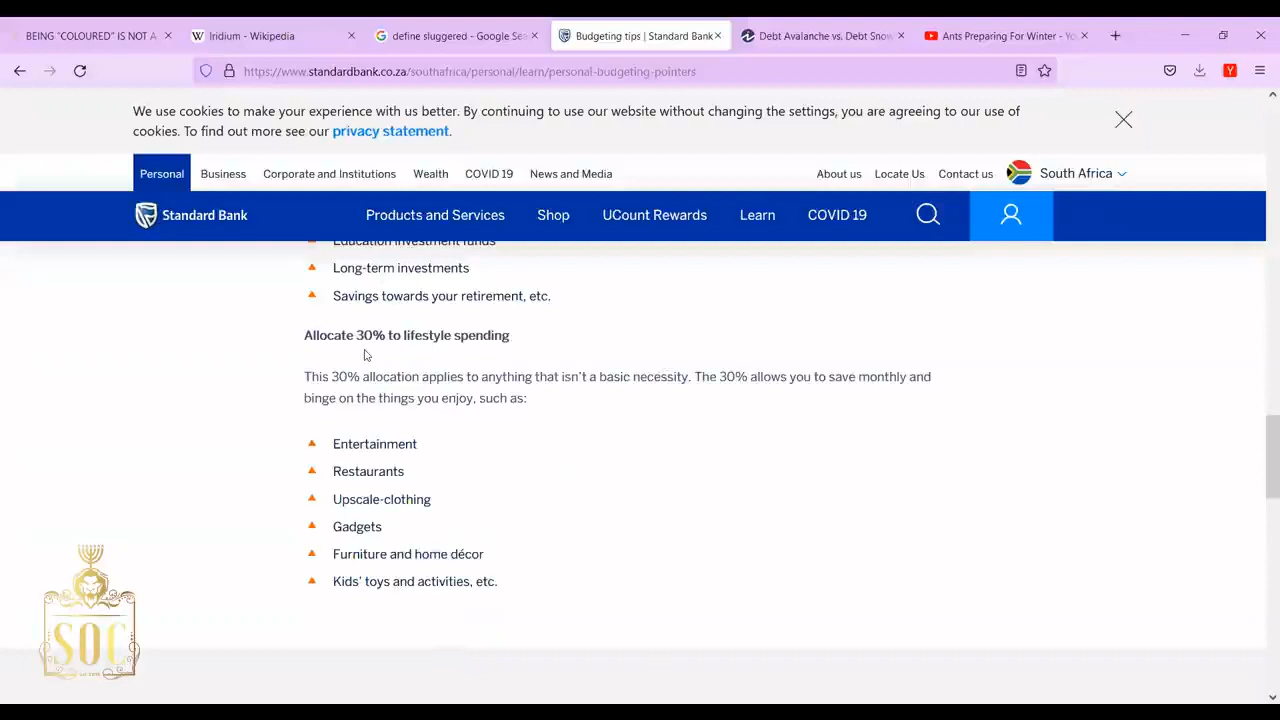 BEING "COLOURED" IS NOT A
Iridium - Wikipedia
define sluggered - Google Sea
Budgeting tips | Standard Bank
Debt Avalanche vs. Debt Snow
Ants Preparing For Winter - Yo
https://www.standardbank.co.za/southafrica/personal/learn/personal-budgeting-pointers
We use cookies to make your experience with us better. By continuing to use our website without changing the settings, you are agreeing to our use of
cookies. To find out more see our privacy statement.
Personal Business Corporate and Institutions Wealth COVID 19 News and Media About us Locate Us Contact us South Africa
Standard Bank Products and Services Shop UCount Rewards Learn COVID 19
Education investment funds
Long-term investments
Savings towards your retirement, etc.
Allocate 30% to lifestyle spending
This 30% allocation applies to anything that isn't a basic necessity. The 30% allows you to save monthly and
binge on the things you enjoy, such as:
Entertainment
Restaurants
Upscale-clothing
Gadgets
Furniture and home décor
Kids' toys and activities, etc.
SOC